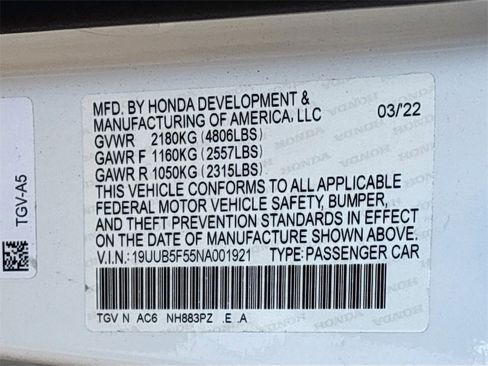 MFD. BY HONDA DEVELOPMENT &
MANUFACTURING OF AMERICA, LLC 03/'22
GVWR 2180KG (4806LBS)
GAWR F 1160KG (2557LBS)
GAWR R 1050KG (2315LBS)
THIS VEHICLE CONFORMS TO ALL APPLICABLE
FEDERAL MOTOR VEHICLE SAFETY, BUMPER,
AND THEFT PREVENTION STANDARDS IN EFFECT
ON THE DATE OF MANUFACTURE SHOWN ABOVE.
V.I.N.: 19UUB5F55NA001921 TYPE: PASSENGER CAR
TGV N AC6 NH883PZ .E .A
TGV-A5
HONDA